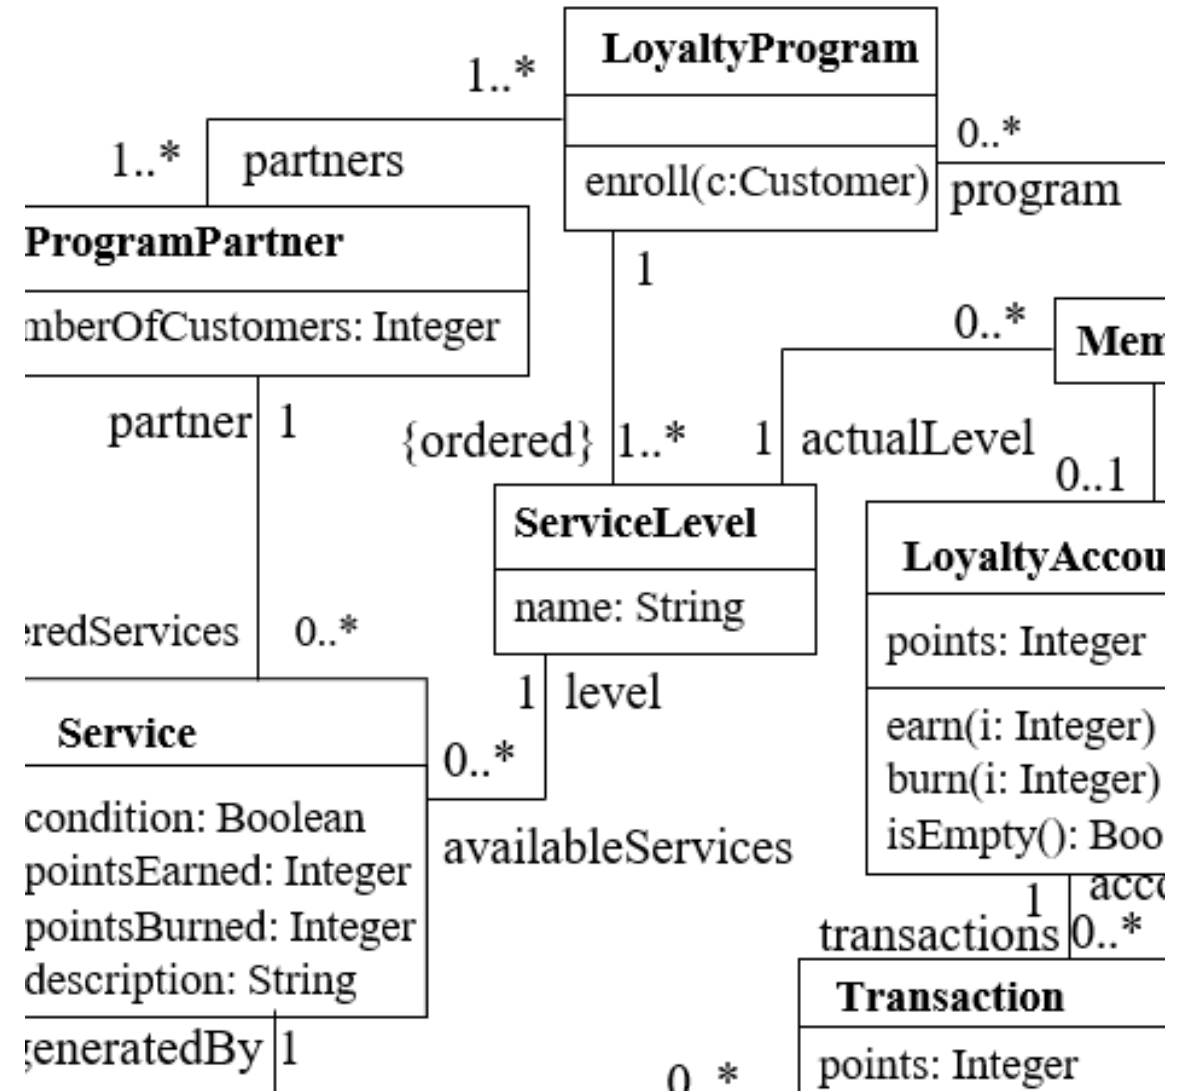 LoyaltyProgram
1..*
0..*
1..* partners
enroll(c:Customer)
program
ProgramPartner
1
0..*
mberOfCustomers: Integer
Mem
partner 1
{ordered} 1..*
1 actualLevel
0..1
ServiceLevel
LoyaltyAccou
name: String
eredServices 0..*
points: Integer
1 level
Service
earn(i: Integer)
0..*
burn(i: Integer)
condition: Boolean
isEmpty(): Boo
availableServices
pointsEarned: Integer
1 acco
pointsBurned: Integer
transactions 0..*
description: String
Transaction
generatedBy 1
points: Integer
0..*